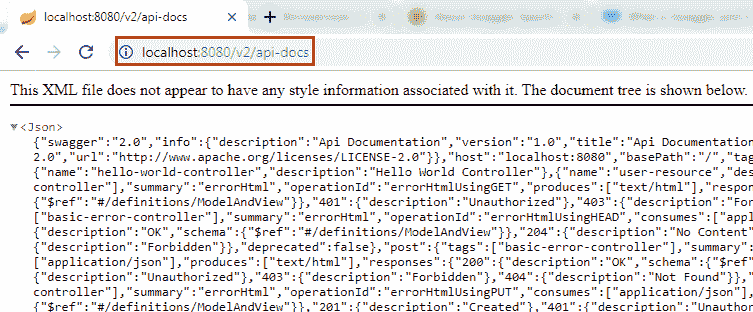 localhost:8080/v2/api-docs
localhost:8080/v2/api-docs
This XML file does not appear to have any style information associated with it. The document tree is shown below.
<Json>
{"swagger":"2.0","info":{"description":"Api Documentation","version":"1.0","title":"Api Documentation
2.0","url":"http://www.apache.org/licenses/LICENSE-2.0"}},"host":"localhost:8080","basePath":"/","tag
{"name":"hello-world-controller","description":"Hello World Controller"},{"name":"user-resource","des
controller"],"summary":"errorHtml","operationId":"errorHtmlUsingGET","produces":["text/html"],"respon
{"$ref":"#/definitions/ModelAndView"}},"401":{"description":"Unauthorized"},"403":{"description":"For
["basic-error-controller"],"summary":"errorHtml","operationId":"errorHtmlUsingHEAD","consumes":["appl
{"description":"OK","schema":{"$ref":"#/definitions/ModelAndView"}},"204":{"description":"No Content"
{"description":"Forbidden"}},"deprecated":false},"post":{"tags":["basic-error-controller"],"summary":
["application/json"],"produces":["text/html"],"responses":{"200":{"description":"OK","schema":{"$ref"
{"description":"Unauthorized"},"403":{"description":"Forbidden"},"404":{"description":"Not Found"}},"
controller"],"summary":"errorHtml","operationId":"errorHtmlUsingPUT","consumes":["application/json"],
{"$ref":"#/definitions/ModelAndView"}},"201":{"description":"Created"},"401":{"description":"Unauthor